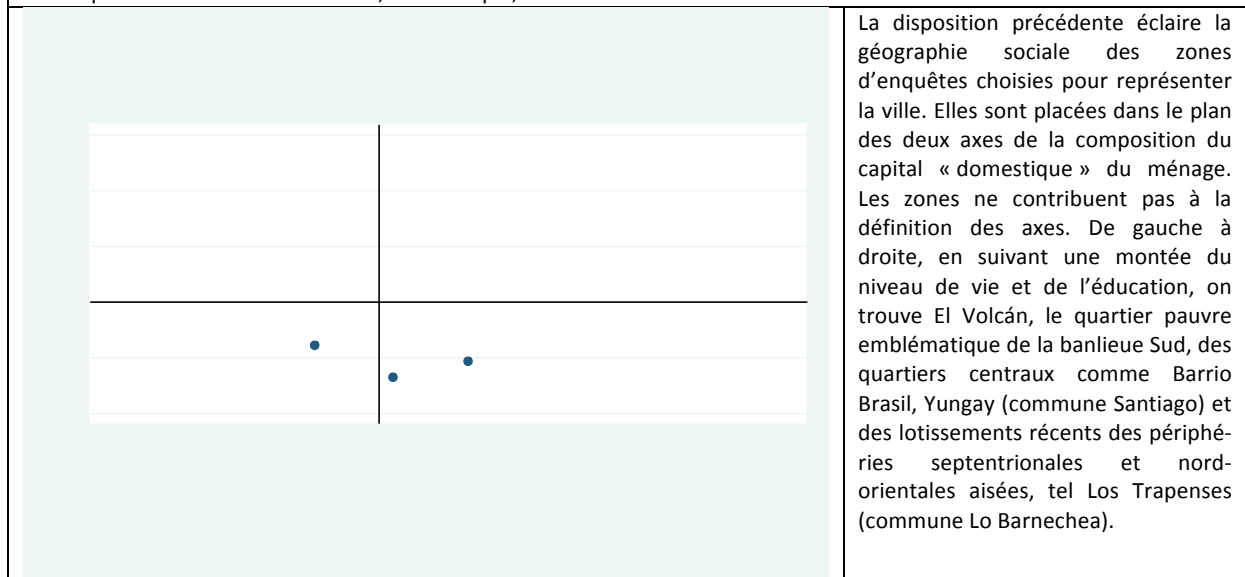 La disposition précédente éclaire la
géographie sociale des zones
d’enquêtes choisies pour représenter
la ville. Elles sont placées dans le plan
des deux axes de la composition du
capital « domestique » du ménage.
Les zones ne contribuent pas à la
définition des axes. De gauche à
droite, en suivant une montée du
niveau de vie et de l’éducation, on
trouve El Volcán, le quartier pauvre
emblématique de la banlieue Sud, des
quartiers centraux comme Barrio
Brasil, Yungay (commune Santiago) et
des lotissements récents des périphé-
ries septentrionales et nord-
orientales aisées, tel Los Trapenses
(commune Lo Barnechea).